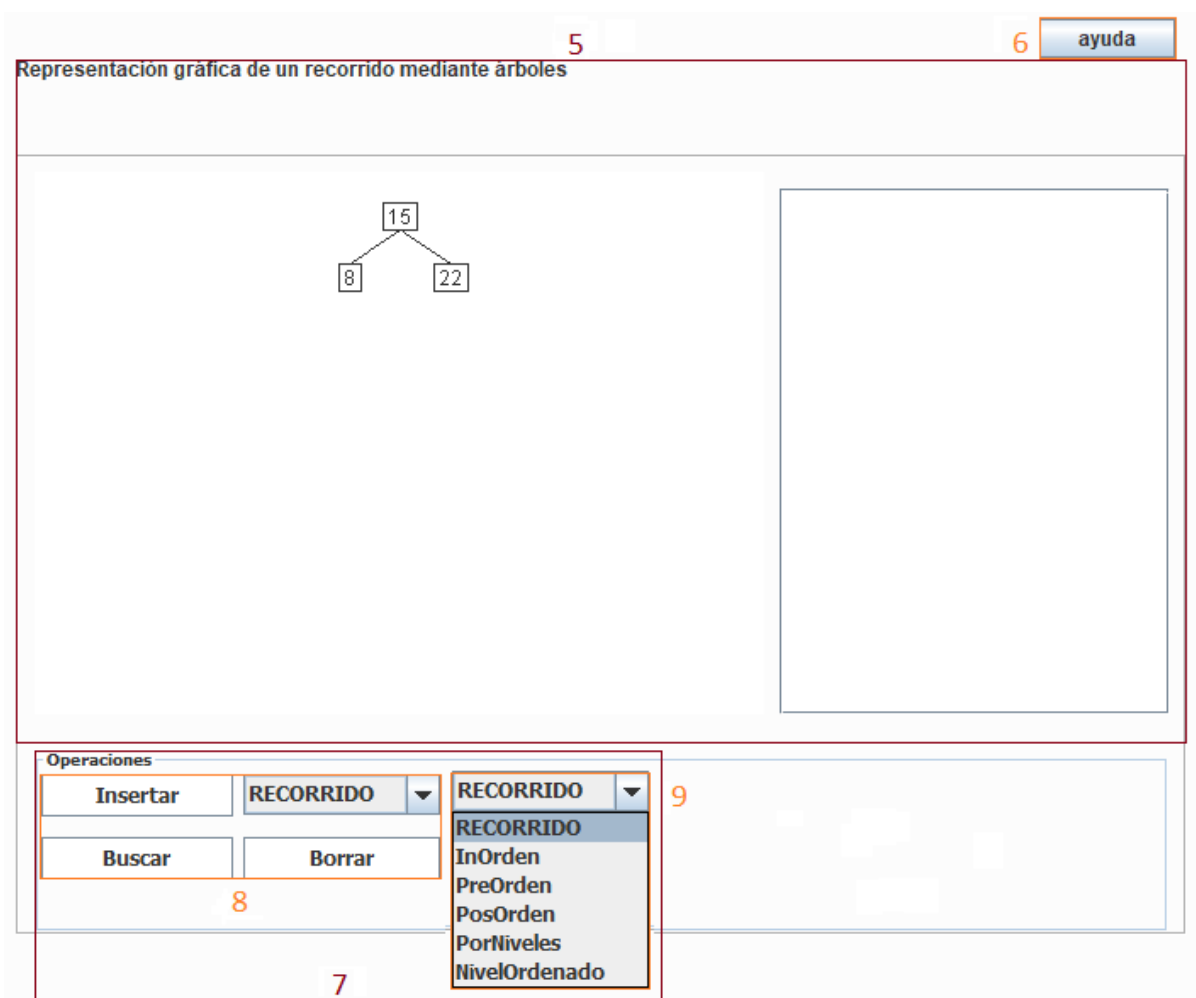 5
6 ayuda
Representación gráfica de un recorrido mediante árboles
15
8 22
Operaciones
Insertar RECORRIDO RECORRIDO 9
RECORRIDO
Buscar Borrar InOrden
PreOrden
8 PosOrden
PorNiveles
7 NivelOrdenado